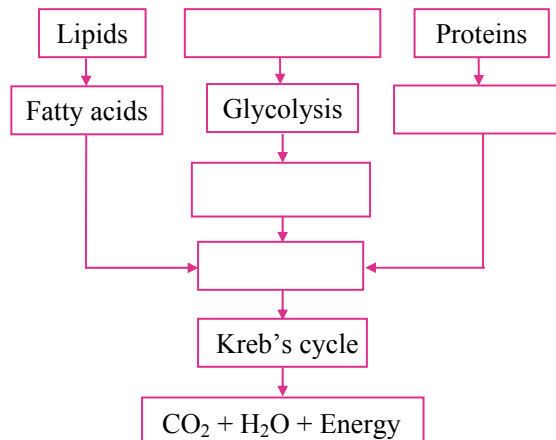 Lipids
Proteins
Fatty acids
Glycolysis
Kreb’s cycle
CO₂ + H₂O + Energy